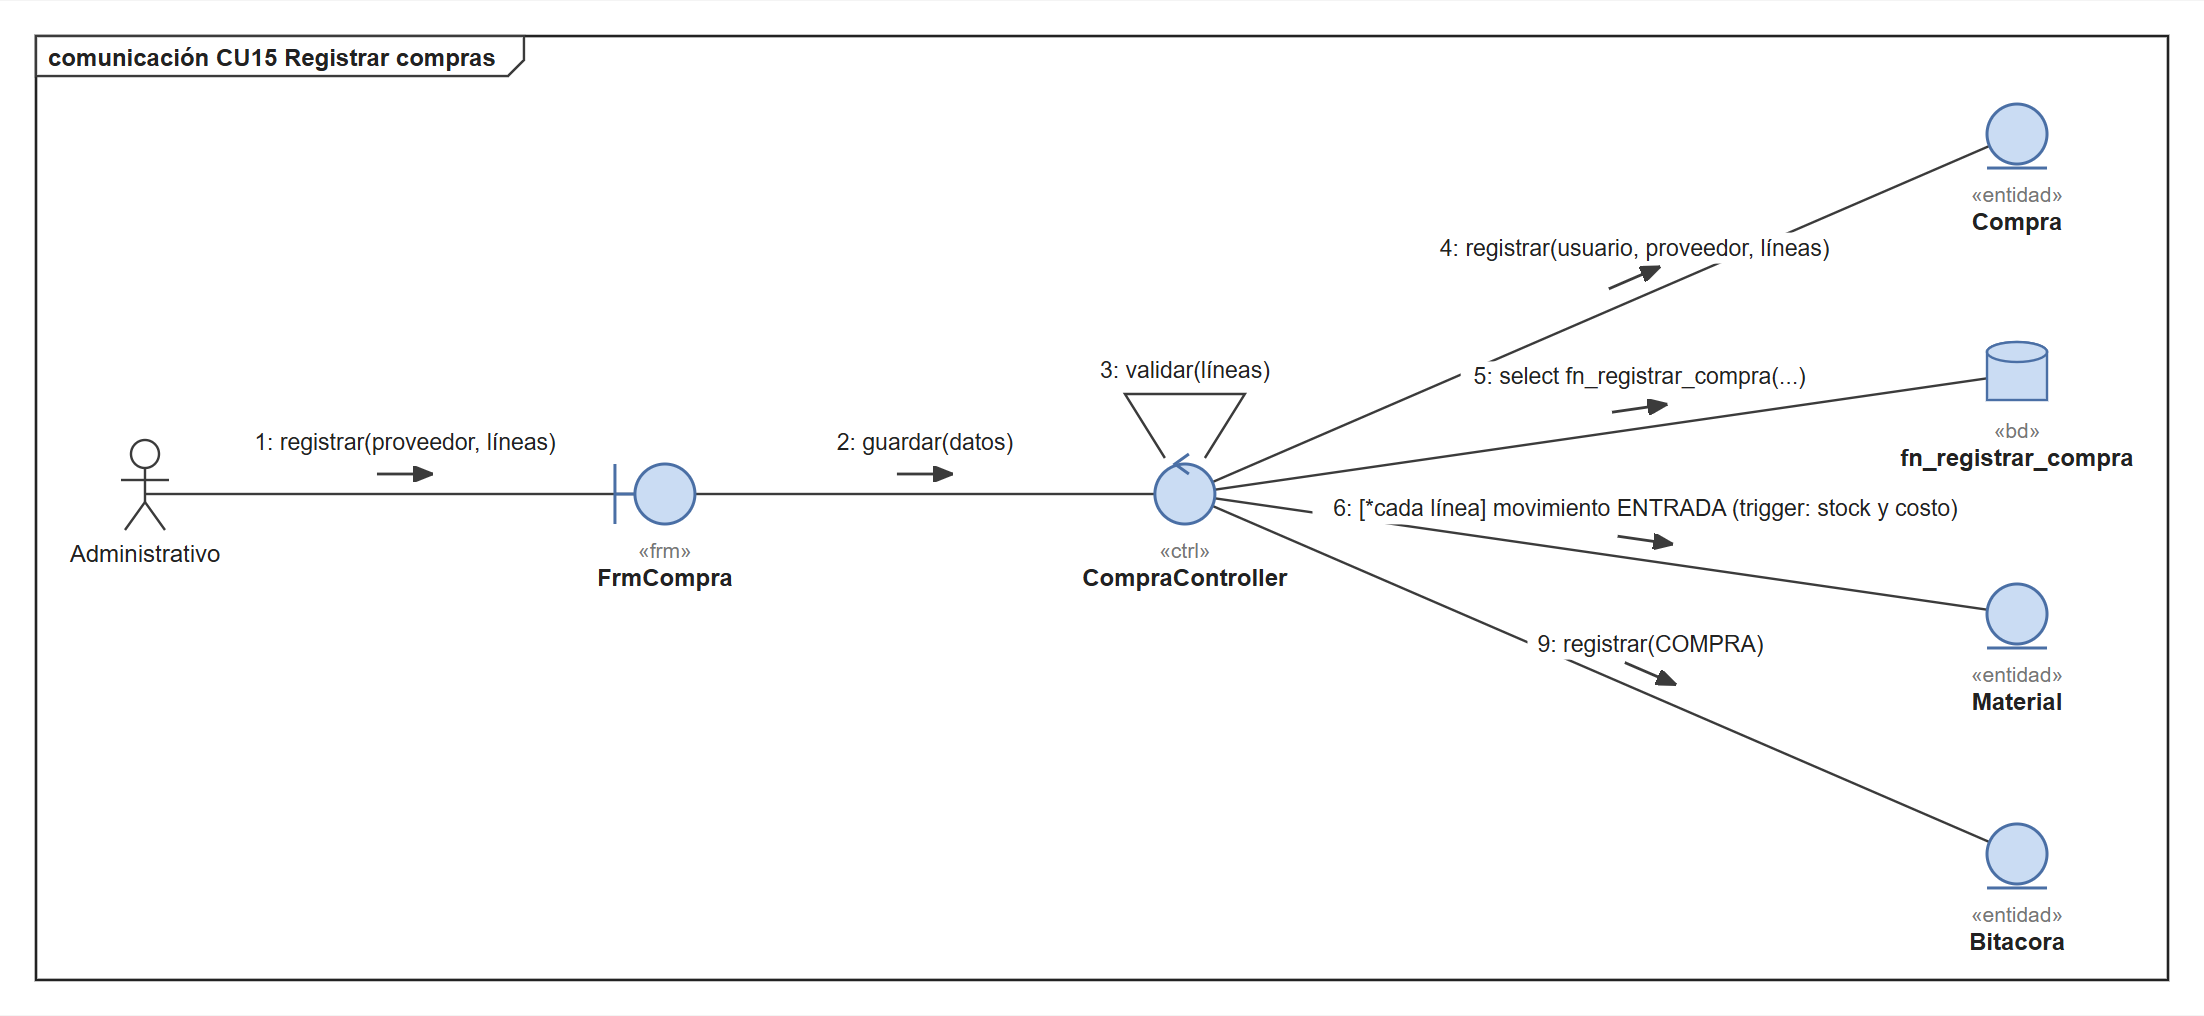 comunicación CU15 Registrar compras
«entidad»
Compra
4: registrar(usuario, proveedor, líneas)
3: validar(líneas)
5: select fn_registrar_compra(...)
«bd»
fn_registrar_compra
1: registrar(proveedor, líneas)
2: guardar(datos)
6: [*cada línea] movimiento ENTRADA (trigger: stock y costo)
Administrativo
«frm»
FrmCompra
«ctrl»
CompraController
9: registrar(COMPRA)
«entidad»
Material
«entidad»
Bitacora